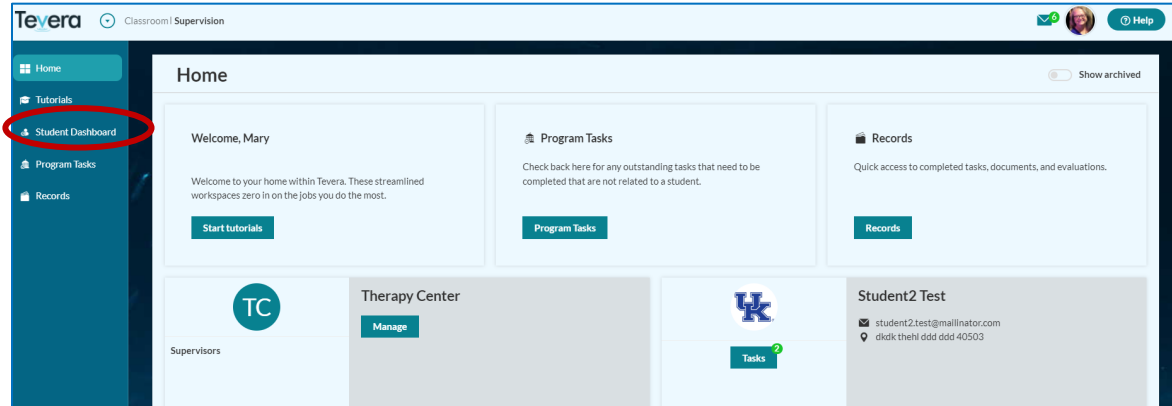 Tevera
Classroom | Supervision
6
Help
Home
Tutorials
Student Dashboard
Program Tasks
Records
Home
Show archived
Welcome, Mary
Welcome to your home within Tevera. These streamlined
workspaces zero in on the jobs you do the most.
Start tutorials
Program Tasks
Check back here for any outstanding tasks that need to be
completed that are not related to a student.
Program Tasks
Records
Quick access to completed tasks, documents, and evaluations.
Records
TC
Supervisors
Therapy Center
Manage
UK
Tasks
2
Student2 Test
student2.test@mailinator.com
dkdk thehl ddd ddd 40503